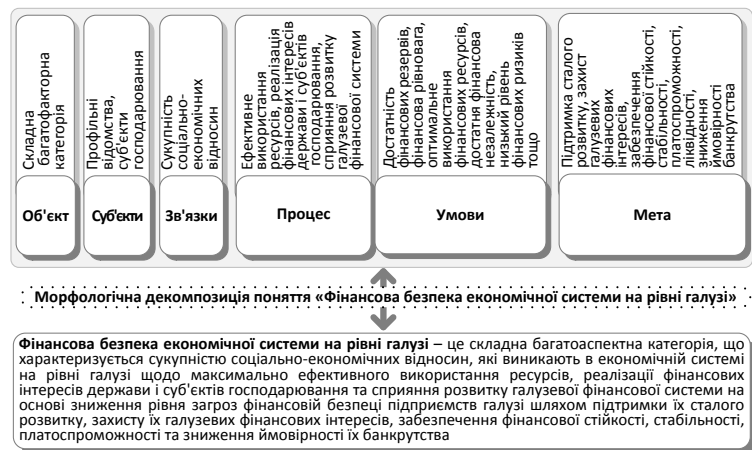 Складна
багатофакторна
категорія
Об'єкт
Профільні
відомства,
суб'єкти
господарювання
Суб'єкти
Сукупність
соціально-
економічних
відносин
Зв'язки
Ефективне
використання
ресурсів, реалізація
фінансових інтересів
держави і суб'єктів
господарювання,
сприяння розвитку
галузевої
фінансової системи
Процес
Достатність
фінансових резервів,
фінансова рівновага,
оптимальне
використання
фінансових ресурсів,
достатня фінансова
незалежність,
низький рівень
фінансових ризиків
тощо
Умови
Підтримка сталого
розвитку, захист
галузевих
фінансових
інтересів,
забезпечення
фінансової стійкості,
стабільності,
платоспроможності,
ліквідності,
зниження
ймовірності
банкрутства
Мета
Морфологічна декомпозиція поняття «Фінансова безпека економічної системи на рівні галузі»
Фінансова безпека економічної системи на рівні галузі – це складна багатоаспектна категорія, що
характеризується сукупністю соціально-економічних відносин, які виникають в економічній системі
на рівні галузі щодо максимально ефективного використання ресурсів, реалізації фінансових
інтересів держави і суб'єктів господарювання та сприяння розвитку галузевої фінансової системи на
основі зниження рівня загроз фінансовій безпеці підприємств галузі шляхом підтримки їх сталого
розвитку, захисту їх галузевих фінансових інтересів, забезпечення фінансової стійкості, стабільності,
платоспроможності та зниження ймовірності їх банкрутства